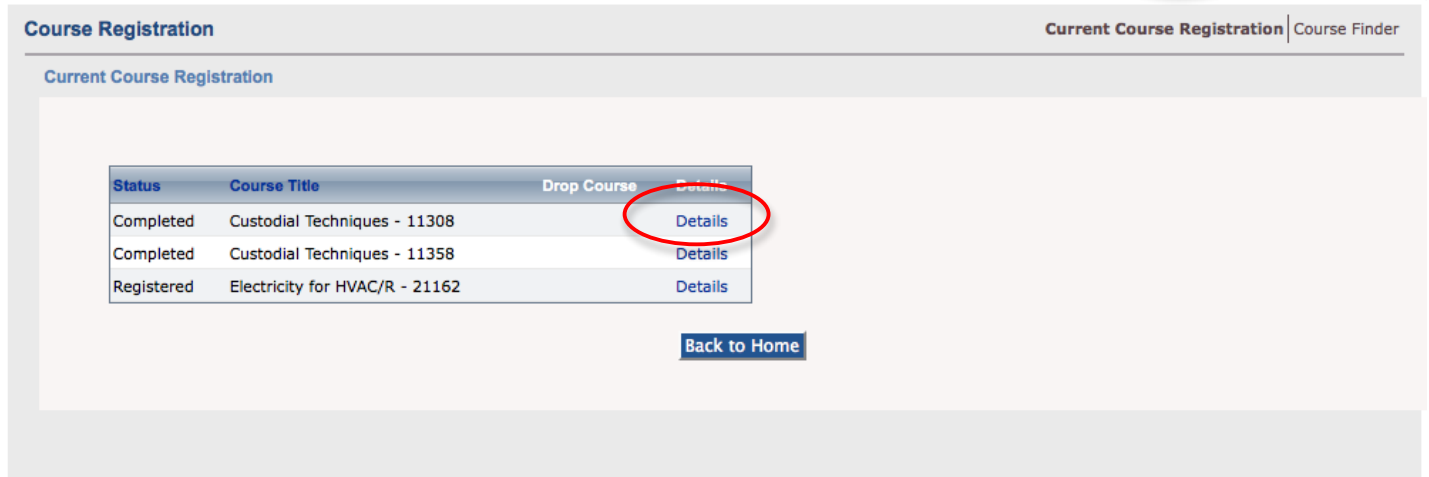 Course Registration Current Course Registration Course Finder
Current Course Registration
Status Course Title Drop Course Details
Completed Custodial Techniques - 11308 Details
Completed Custodial Techniques - 11358 Details
Registered Electricity for HVAC/R - 21162 Details
Back to Home